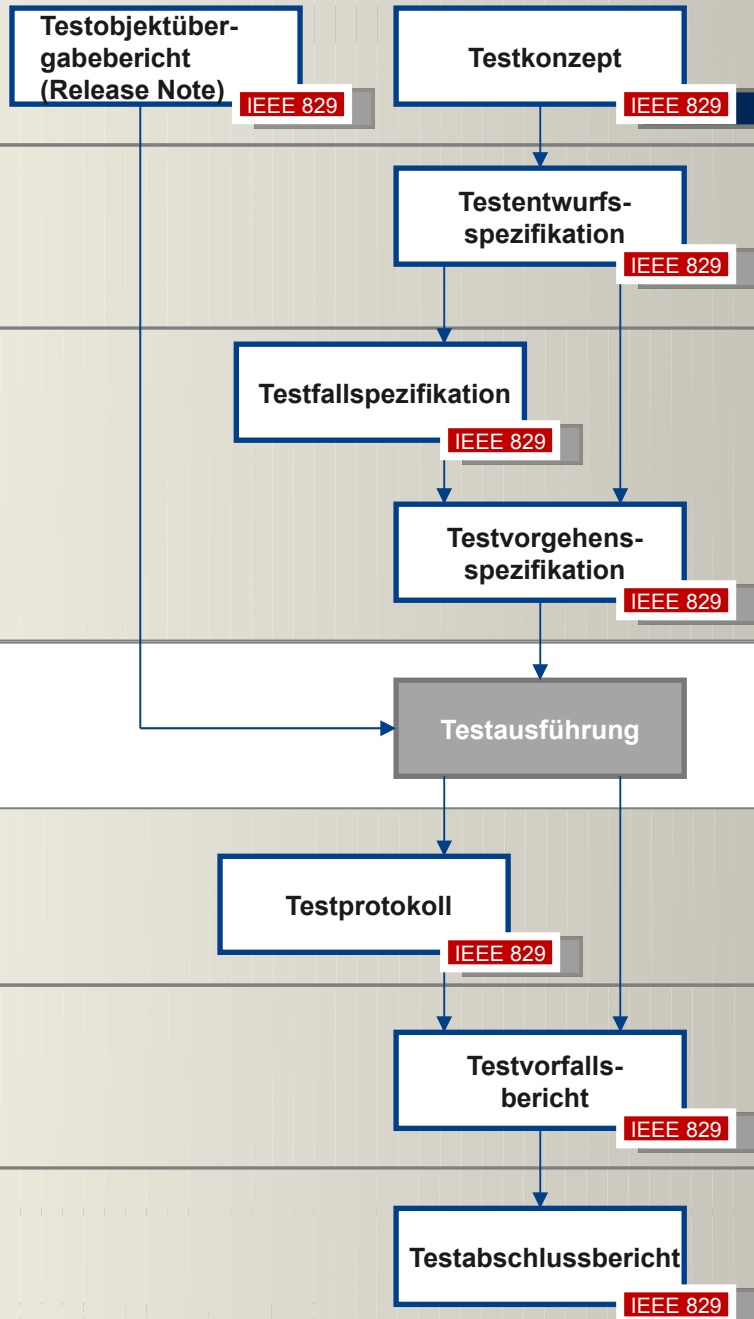 Testobjektüber-
gabebericht
(Release Note)
IEEE 829
Testkonzept
IEEE 829
Testentwurfs-
spezifikation
IEEE 829
Testfallspezifikation
IEEE 829
Testvorgehens-
spezifikation
IEEE 829
Testausführung
Testprotokoll
IEEE 829
Testvorfalls-
bericht
IEEE 829
Testabschlussbericht
IEEE 829